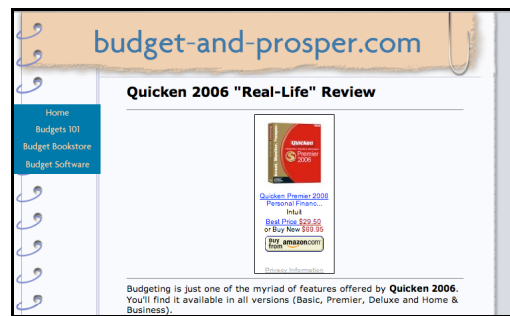 budget-and-prosper.com
Quicken 2006 "Real-Life" Review
Home
Budgets 101
Budget Bookstore
Budget Software
Quicken
Premier
2006
Quicken Premier 2006
Personal Financ...
Intuit
Best Price $29.50
or Buy New $69.95
Buy from amazon.com
Privacy Information
Budgeting is just one of the myriad of features offered by Quicken 2006.
You'll find it available in all versions (Basic, Premier, Deluxe and Home &
Business).